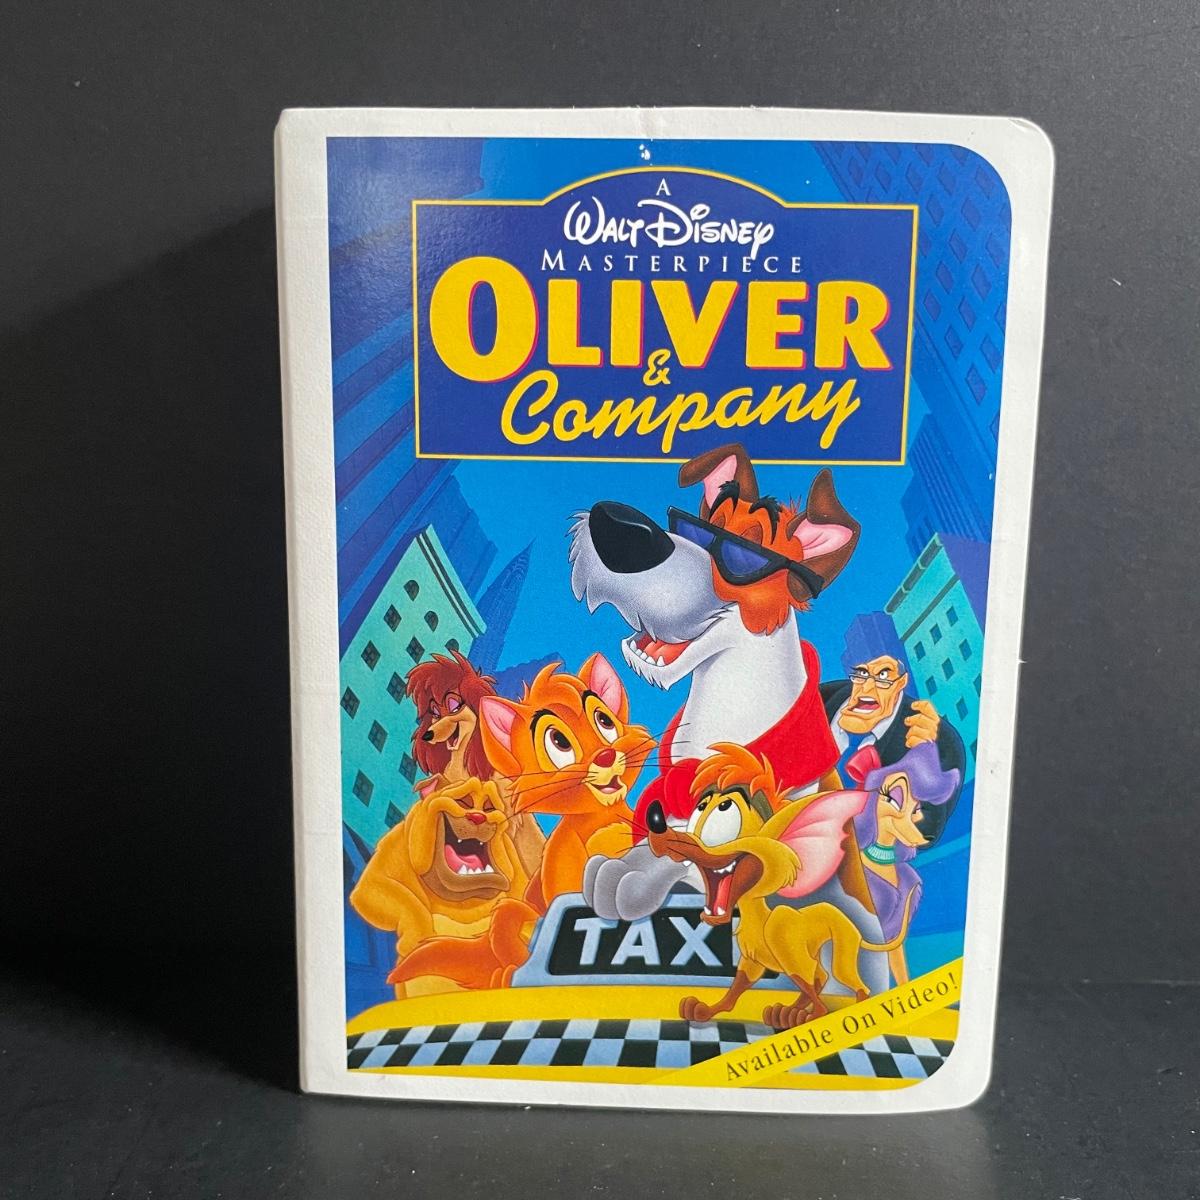 A
WALT DISNEY
MASTERPIECE
OLIVER
&
Company
TAXI
Available On Video!